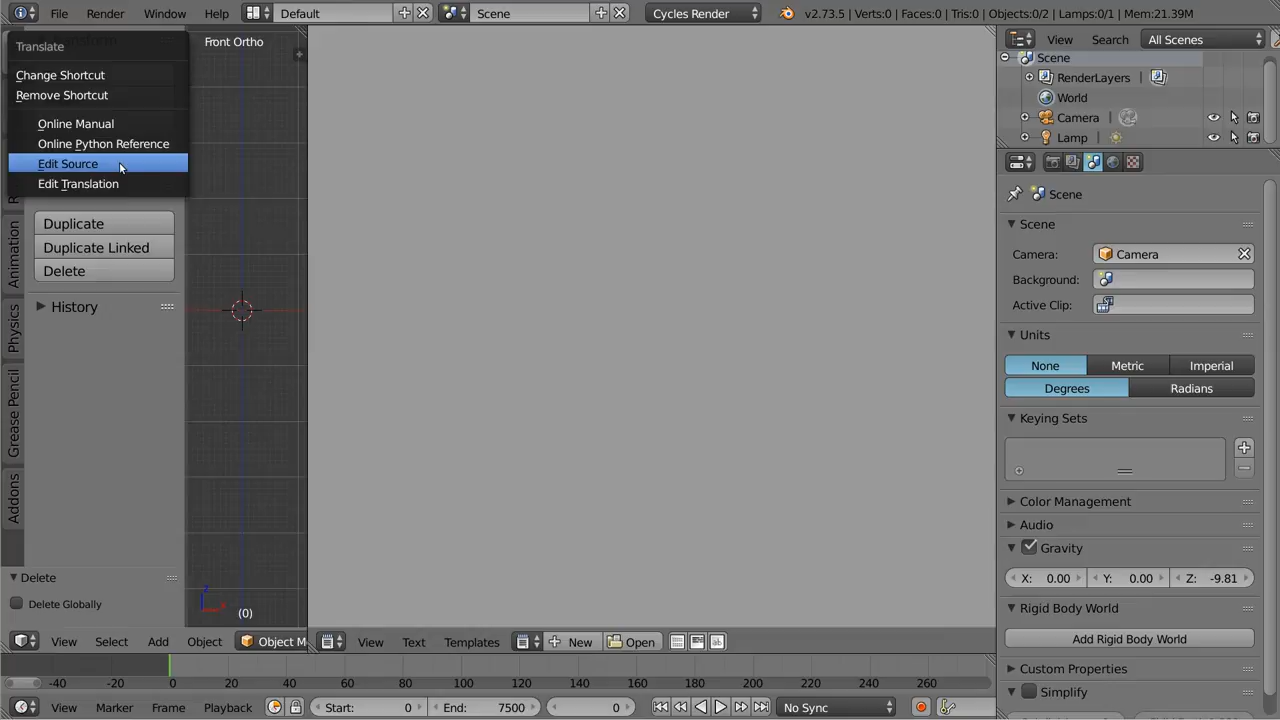 File Render Window Help Default Scene Cycles Render v2.73.5 | Verts:0 | Faces:0 | Tris:0 | Objects:0/2 | Lamps:0/1 | Mem:21.39M
Translate
Change Shortcut
Remove Shortcut
Online Manual
Online Python Reference
Edit Source
Edit Translation
Duplicate
Duplicate Linked
Delete
History
Animation
Physics
Grease Pencil
Addons
Delete
Delete Globally
Front Ortho
(0)
View Select Add Object Object M
View Text Templates New Open
View Search All Scenes
Scene
RenderLayers
World
Camera
Lamp
Scene
Scene
Camera: Camera
Background:
Active Clip:
Units
None Metric Imperial
Degrees Radians
Keying Sets
Color Management
Audio
Gravity
X: 0.00 Y: 0.00 Z: -9.81
Rigid Body World
Add Rigid Body World
Custom Properties
Simplify
-40 -20 0 20 40 60 80 100 120 140 160 180 200 220 240 260
View Marker Frame Playback Start: 0 End: 7500 0 No Sync